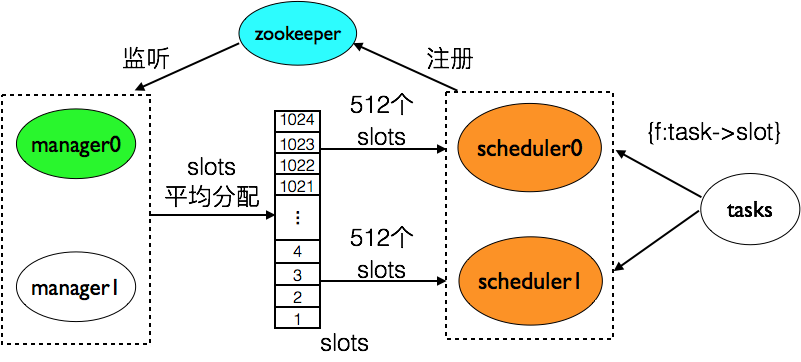 zookeeper
监听
注册
manager0
manager1
slots
平均分配
1024
1023
1022
1021
⋮
4
3
2
1
slots
512个
slots
512个
slots
scheduler0
scheduler1
{f:task->slot}
tasks